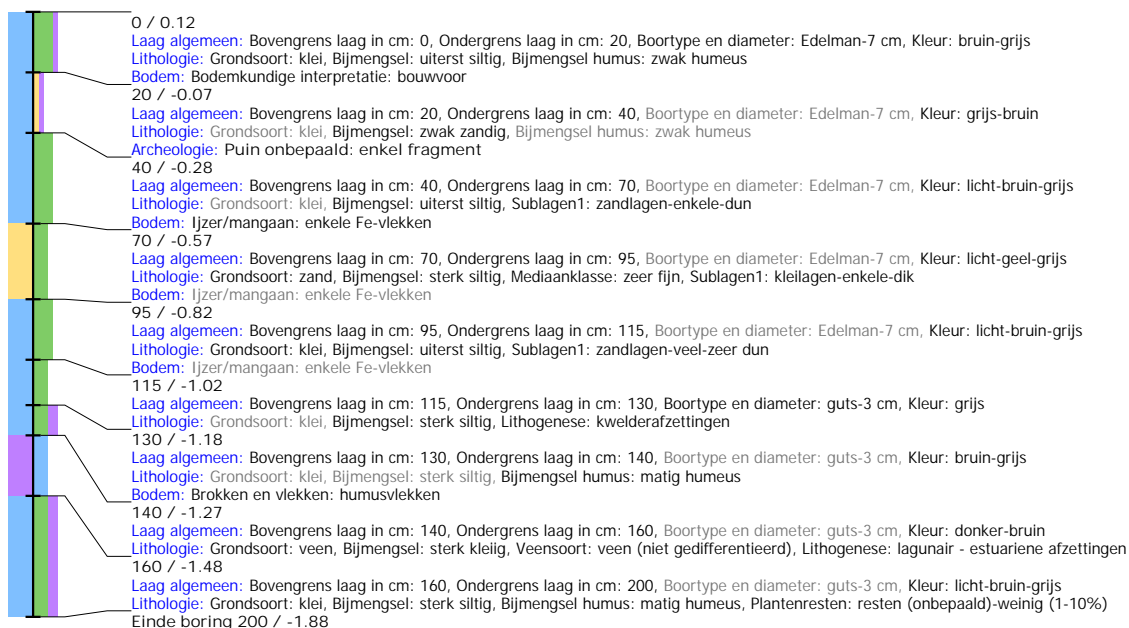 0 / 0.12
Laag algemeen: Bovengrens laag in cm: 0, Ondergrens laag in cm: 20, Boortype en diameter: Edelman-7 cm, Kleur: bruin-grijs
Lithologie: Grondsoort: klei, Bijmengsel: uiterst siltig, Bijmengsel humus: zwak humeus
Bodem: Bodemkundige interpretatie: bouwvoor
20 / -0.07
Laag algemeen: Bovengrens laag in cm: 20, Ondergrens laag in cm: 40, Boortype en diameter: Edelman-7 cm, Kleur: grijs-bruin
Lithologie: Grondsoort: klei, Bijmengsel: zwak zandig, Bijmengsel humus: zwak humeus
Archeologie: Puin onbepaald: enkel fragment
40 / -0.28
Laag algemeen: Bovengrens laag in cm: 40, Ondergrens laag in cm: 70, Boortype en diameter: Edelman-7 cm, Kleur: licht-bruin-grijs
Lithologie: Grondsoort: klei, Bijmengsel: uiterst siltig, Sublagen1: zandlagen-enkele-dun
Bodem: Ijzer/mangaan: enkele Fe-vlekken
70 / -0.57
Laag algemeen: Bovengrens laag in cm: 70, Ondergrens laag in cm: 95, Boortype en diameter: Edelman-7 cm, Kleur: licht-geel-grijs
Lithologie: Grondsoort: zand, Bijmengsel: sterk siltig, Mediaanklasse: zeer fijn, Sublagen1: kleilagen-enkele-dik
Bodem: Ijzer/mangaan: enkele Fe-vlekken
95 / -0.82
Laag algemeen: Bovengrens laag in cm: 95, Ondergrens laag in cm: 115, Boortype en diameter: Edelman-7 cm, Kleur: licht-bruin-grijs
Lithologie: Grondsoort: klei, Bijmengsel: uiterst siltig, Sublagen1: zandlagen-veel-zeer dun
Bodem: Ijzer/mangaan: enkele Fe-vlekken
115 / -1.02
Laag algemeen: Bovengrens laag in cm: 115, Ondergrens laag in cm: 130, Boortype en diameter: guts-3 cm, Kleur: grijs
Lithologie: Grondsoort: klei, Bijmengsel: sterk siltig, Lithogenese: kwelderafzettingen
130 / -1.18
Laag algemeen: Bovengrens laag in cm: 130, Ondergrens laag in cm: 140, Boortype en diameter: guts-3 cm, Kleur: bruin-grijs
Lithologie: Grondsoort: klei, Bijmengsel: sterk siltig, Bijmengsel humus: matig humeus
Bodem: Brokken en vlekken: humusvlekken
140 / -1.27
Laag algemeen: Bovengrens laag in cm: 140, Ondergrens laag in cm: 160, Boortype en diameter: guts-3 cm, Kleur: donker-bruin
Lithologie: Grondsoort: veen, Bijmengsel: sterk kleiig, Veensoort: veen (niet gedifferentieerd), Lithogenese: lagunair - estuariene afzettingen
160 / -1.48
Laag algemeen: Bovengrens laag in cm: 160, Ondergrens laag in cm: 200, Boortype en diameter: guts-3 cm, Kleur: licht-bruin-grijs
Lithologie: Grondsoort: klei, Bijmengsel: sterk siltig, Bijmengsel humus: matig humeus, Plantenresten: resten (onbepaald)-weinig (1-10%)
Einde boring 200 / -1.88